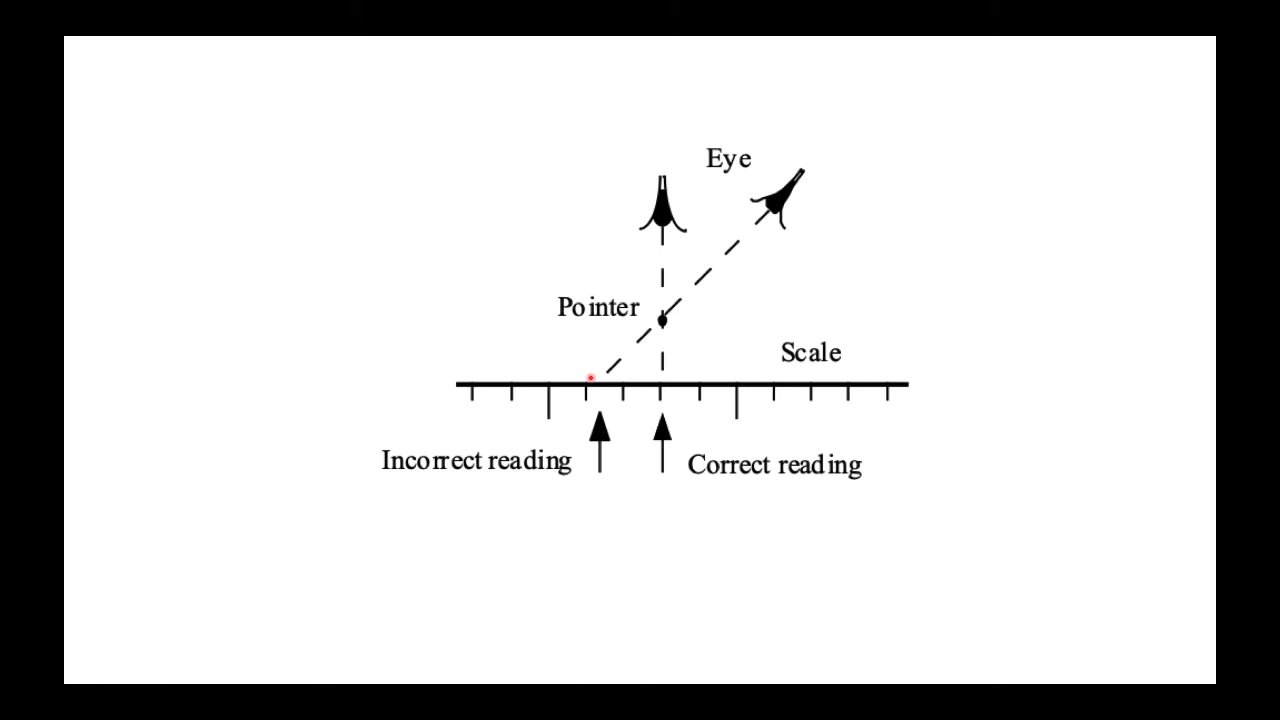 Eye
Pointer
Scale
Incorrect reading
Correct reading